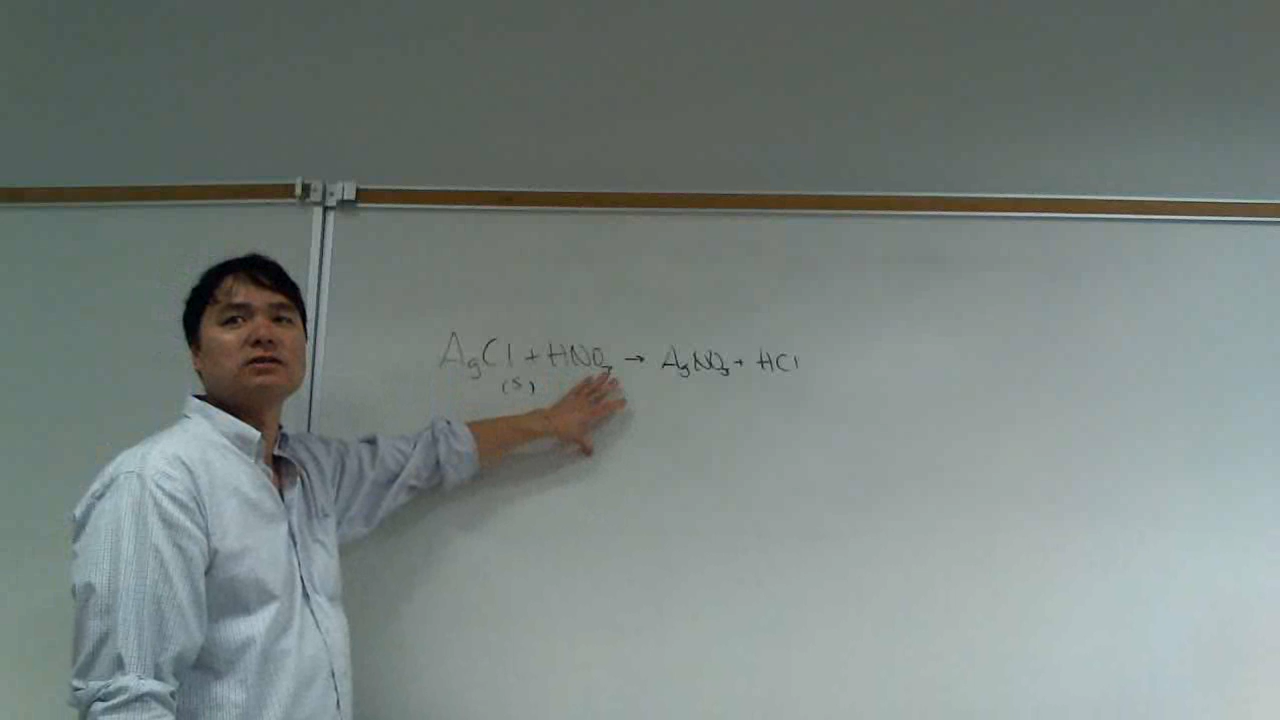 AgCl + HNO₃ → AgNO₃ + HCl
(s)